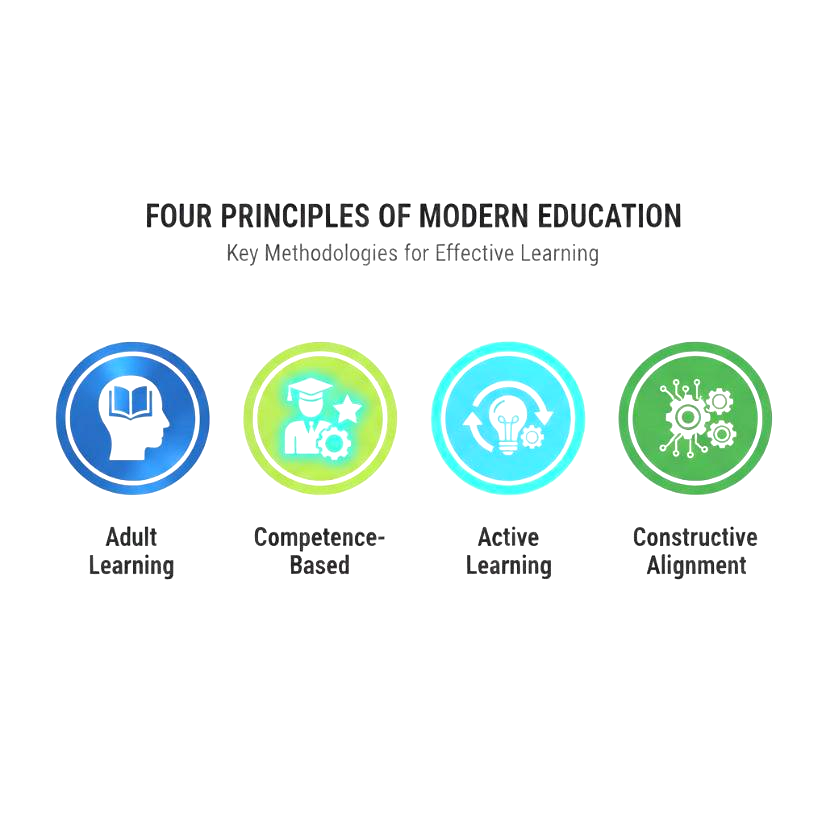 FOUR PRINCIPLES OF MODERN EDUCATION
Key Methodologies for Effective Learning
Adult
Learning
Competence-
Based
Active
Learning
Constructive
Alignment